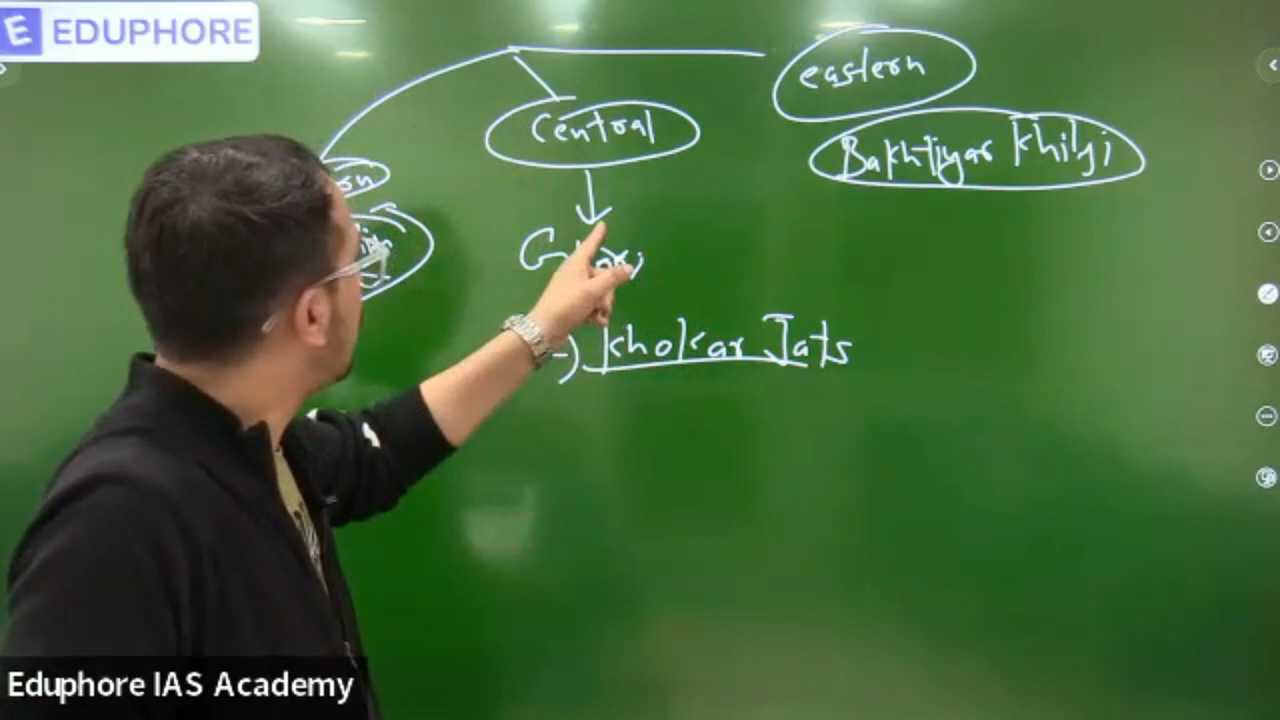 E EDUPHORE
eastern
Central
Bakhtiyar Khilji
Khokar Jats
Eduphore IAS Academy